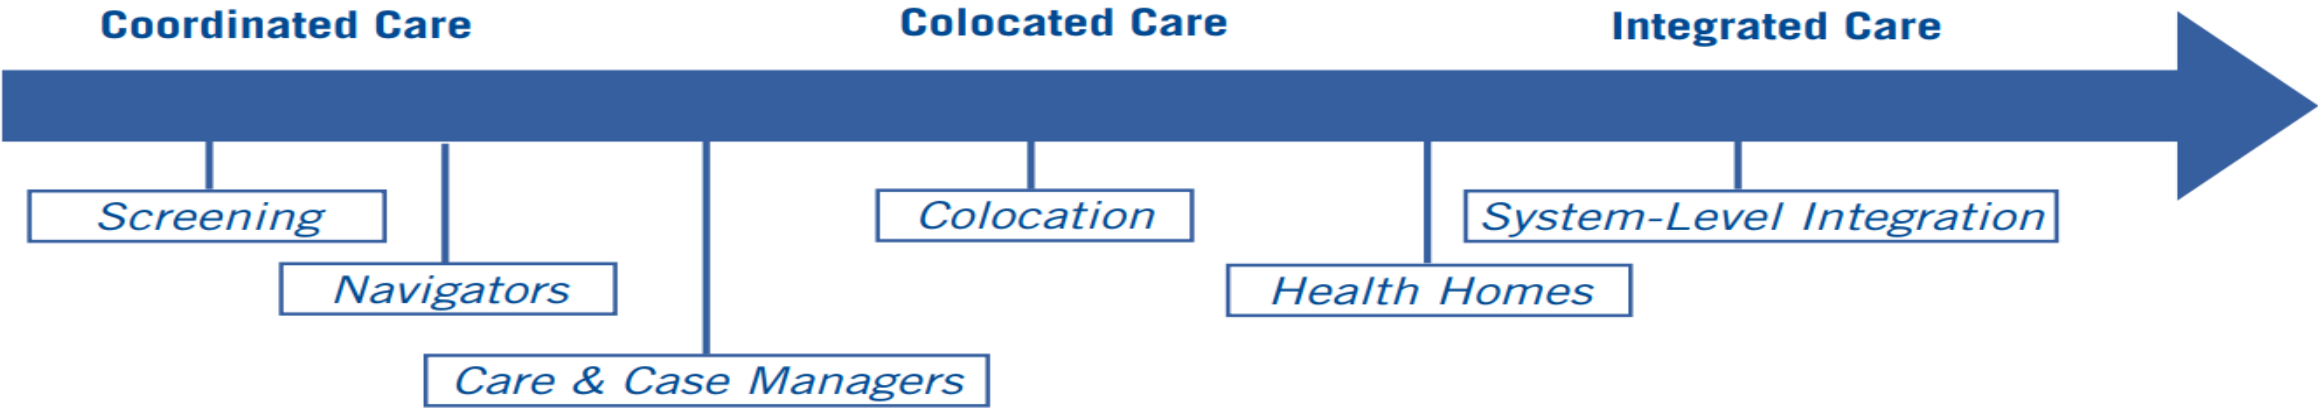 Coordinated Care
Colocated Care
Integrated Care
Screening
Colocation
System-Level Integration
Navigators
Health Homes
Care & Case Managers